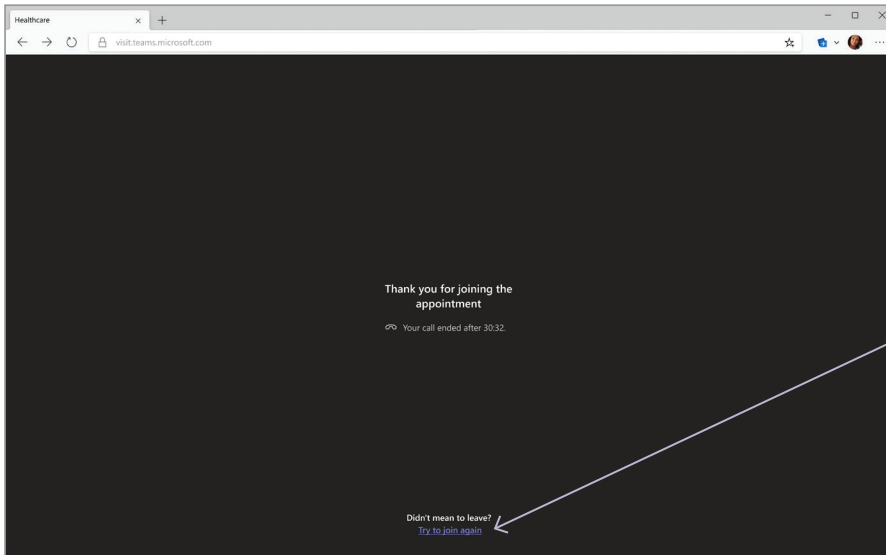 Healthcare
visit.teams.microsoft.com
Thank you for joining the
appointment
Your call ended after 30:32.
Didn't mean to leave?
Try to join again